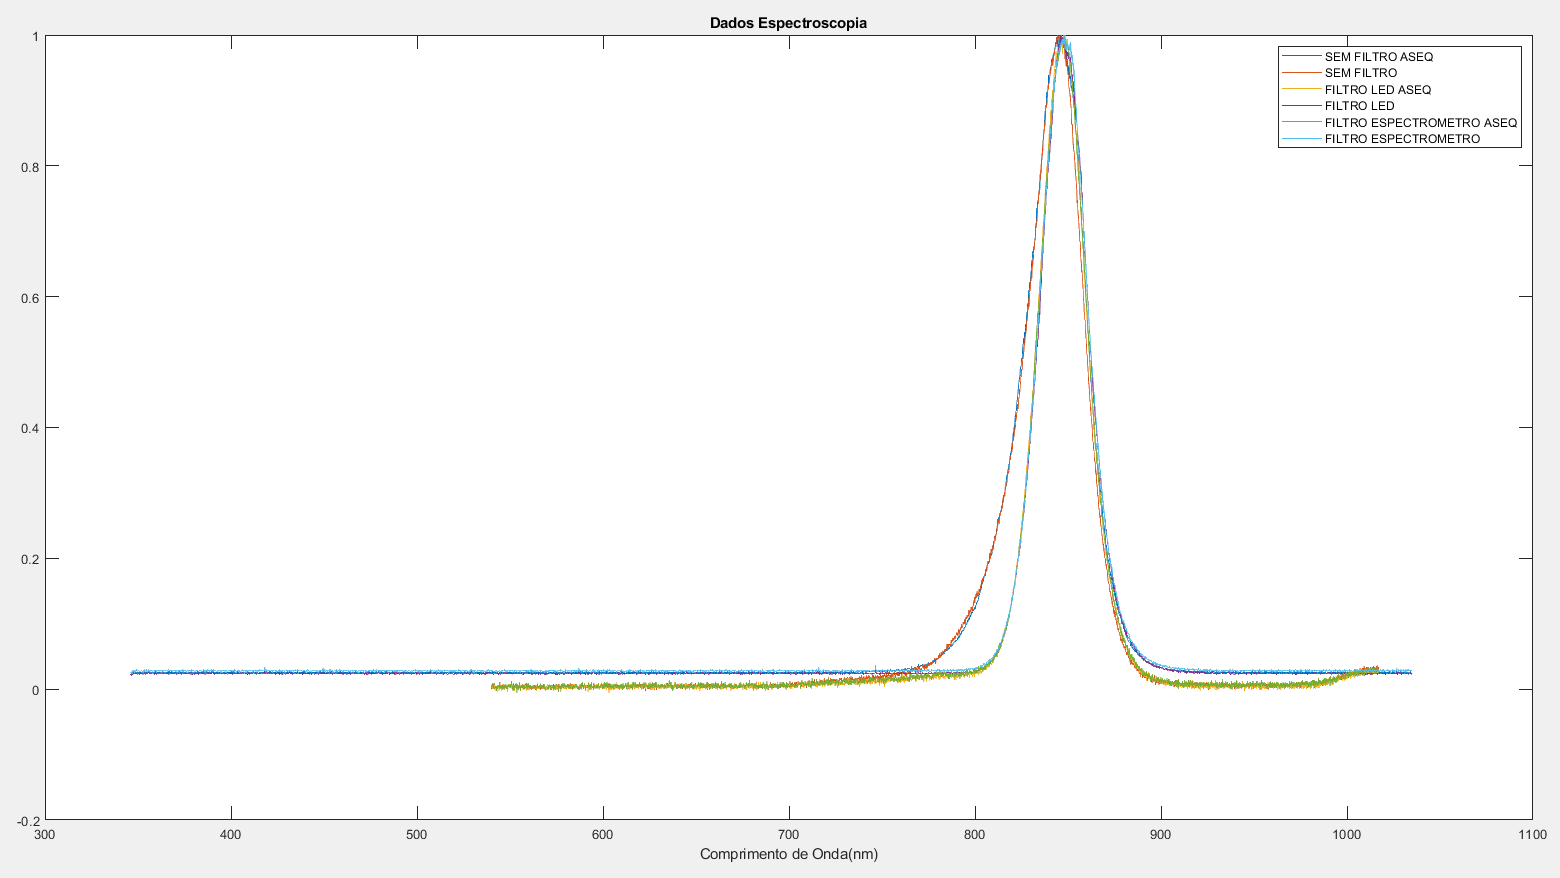 Dados Espectroscopia
1
0.8
0.6
0.4
0.2
0
-0.2
300 400 500 600 700 800 900 1000 1100
Comprimento de Onda(nm)
SEM FILTRO ASEQ
SEM FILTRO
FILTRO LED ASEQ
FILTRO LED
FILTRO ESPECTROMETRO ASEQ
FILTRO ESPECTROMETRO